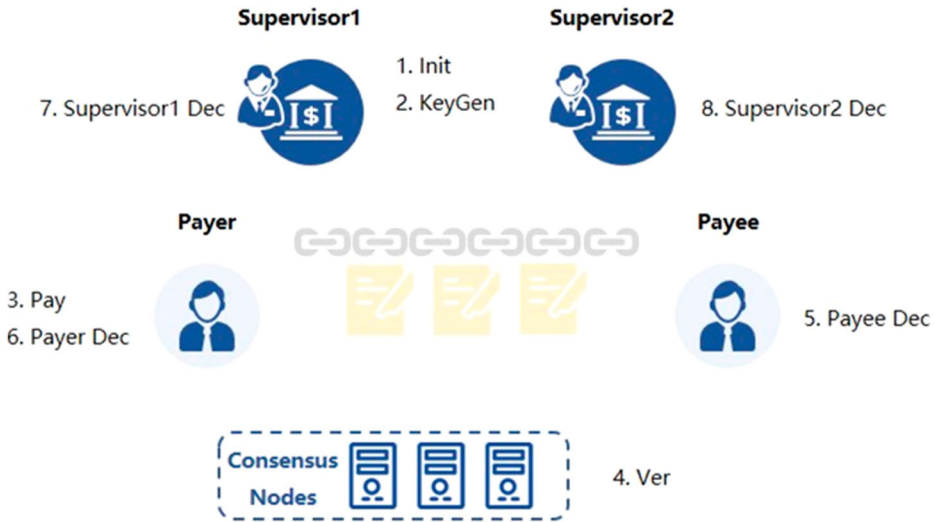 Supervisor1
Supervisor2
1. Init
2. KeyGen
7. Supervisor1 Dec
8. Supervisor2 Dec
$
$
Payer
Payee
3. Pay
6. Payer Dec
5. Payee Dec
Consensus
Nodes
4. Ver